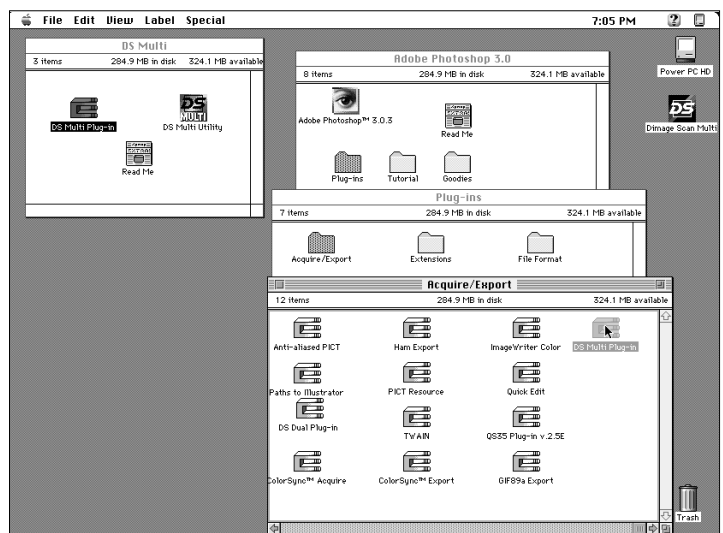 File Edit View Label Special 7:05 PM
DS Multi
3 items 284.9 MB in disk 324.1 MB available
DS Multi Plug-in
DS MULTI
DS Multi Utility
Read Me
Adobe Photoshop 3.0
8 items 284.9 MB in disk 324.1 MB available
Adobe Photoshop™ 3.0.3
Read Me
Plug-ins Tutorial Goodies
Power PC HD
DS
Dimage Scan Multi
Plug-ins
7 items 284.9 MB in disk 324.1 MB available
Acquire/Export Extensions File Format
Acquire/Export
12 items 284.9 MB in disk 324.1 MB available
Anti-aliased PICT Ham Export ImageWriter Color DS Multi Plug-in
Paths to Illustrator PICT Resource Quick Edit
DS Dual Plug-in TWAIN QS35 Plug-in v.2.5E
ColorSync™ Acquire ColorSync™ Export GIF89a Export
Trash